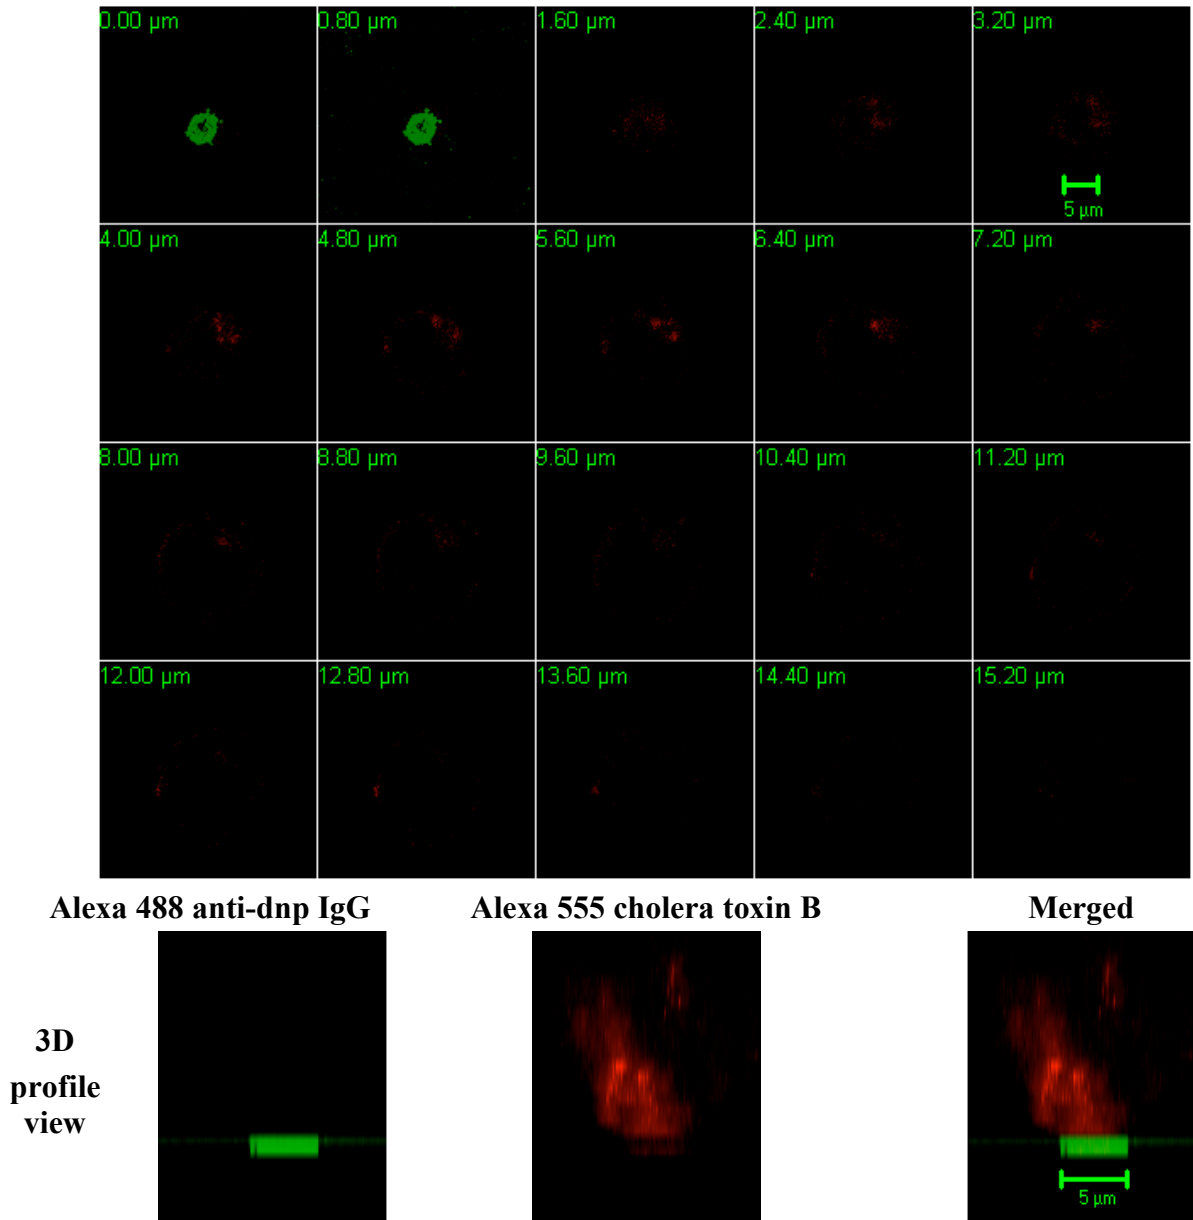 0.00 µm 0.80 µm 1.60 µm 2.40 µm 3.20 µm
5 µm
4.00 µm 4.80 µm 5.60 µm 6.40 µm 7.20 µm
8.00 µm 8.80 µm 9.60 µm 10.40 µm 11.20 µm
12.00 µm 12.80 µm 13.60 µm 14.40 µm 15.20 µm
Alexa 488 anti-dnp IgG Alexa 555 cholera toxin B Merged
3D
profile
view
5 µm